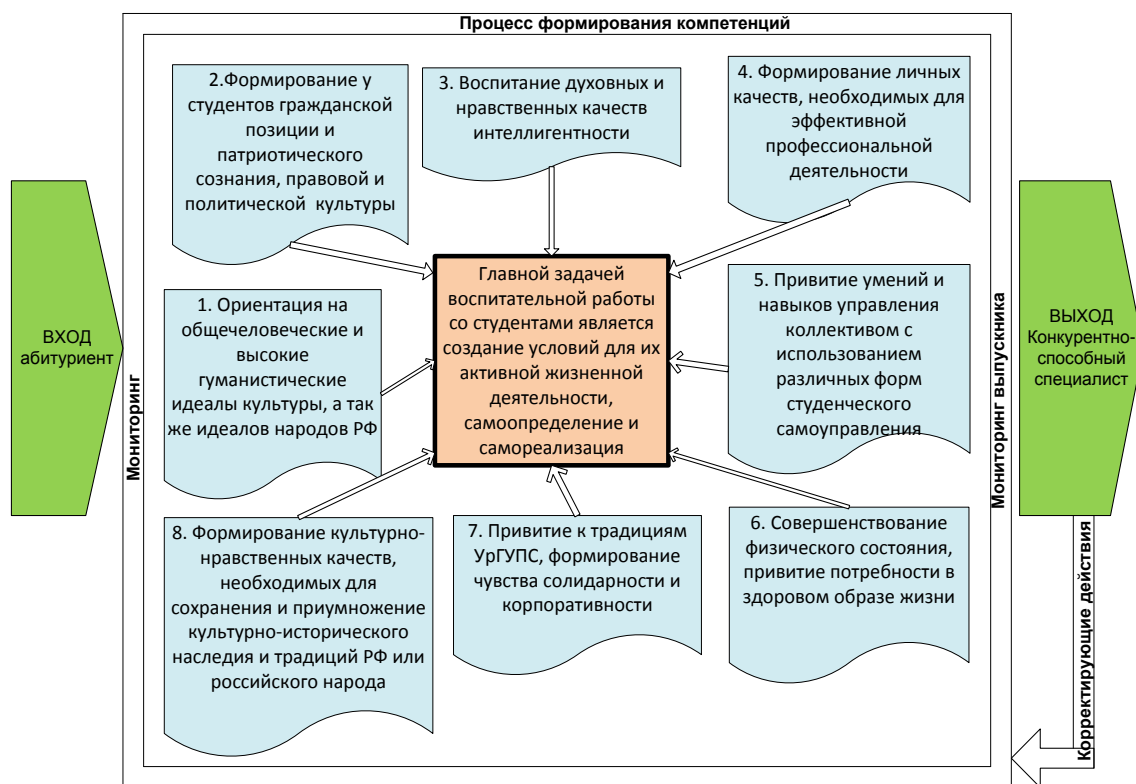 Процесс формирования компетенций
2.Формирование у
студентов гражданской
позиции и
патриотического
сознания, правовой и
политической культуры
3. Воспитание духовных и
нравственных качеств
интеллигентности
4. Формирование личных
качеств, необходимых для
эффективной
профессиональной
деятельности
ВХОД
абитуриент
Мониторинг
1. Ориентация на
общечеловеческие и
высокие
гуманистические
идеалы культуры, а так
же идеалов народов РФ
Главной задачей
воспитательной работы
со студентами является
создание условий для их
активной жизненной
деятельности,
самоопределение и
самореализация
5. Привитие умений и
навыков управления
коллективом с
использованием
различных форм
студенческого
самоуправления
Мониторинг выпускника
ВЫХОД
Конкурентно-
способный
специалист
8. Формирование культурно-
нравственных качеств,
необходимых для
сохранения и приумножение
культурно-исторического
наследия и традиций РФ или
российского народа
7. Привитие к традициям
УрГУПС, формирование
чувства солидарности и
корпоративности
6. Совершенствование
физического состояния,
привитие потребности в
здоровом образе жизни
Корректирующие действия